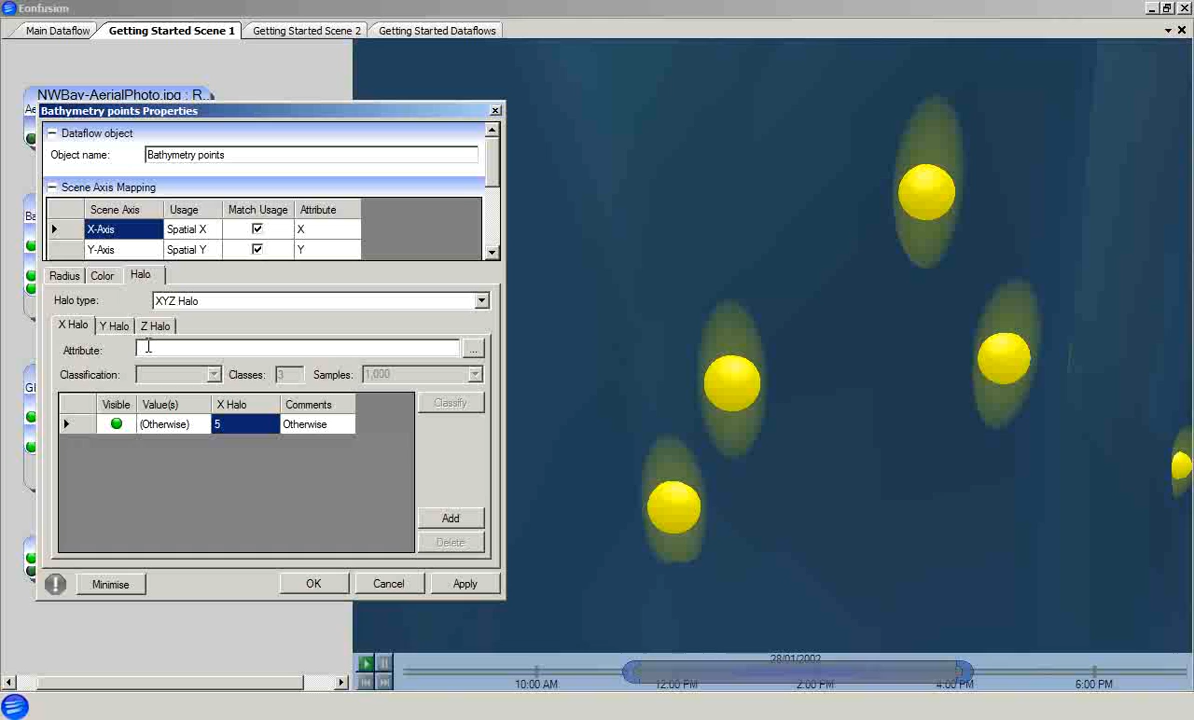 Eonfusion
Main Dataflow Getting Started Scene 1 Getting Started Scene 2 Getting Started Dataflows
NWBay-AerialPhoto.jpg : R...
Bathymetry points Properties
Dataflow object
Object name: Bathymetry points
Scene Axis Mapping
Scene Axis Usage Match Usage Attribute
X-Axis Spatial X X
Y-Axis Spatial Y Y
Radius Color Halo
Halo type: XYZ Halo
X Halo Y Halo Z Halo
Attribute: ...
Classification: Classes: 3 Samples: 1,000
Visible Value(s) X Halo Comments Classify
(Otherwise) 5 Otherwise
Add
Delete
Minimise OK Cancel Apply
28/01/2002
10:00 AM 12:00 PM 2:00 PM 4:00 PM 6:00 PM